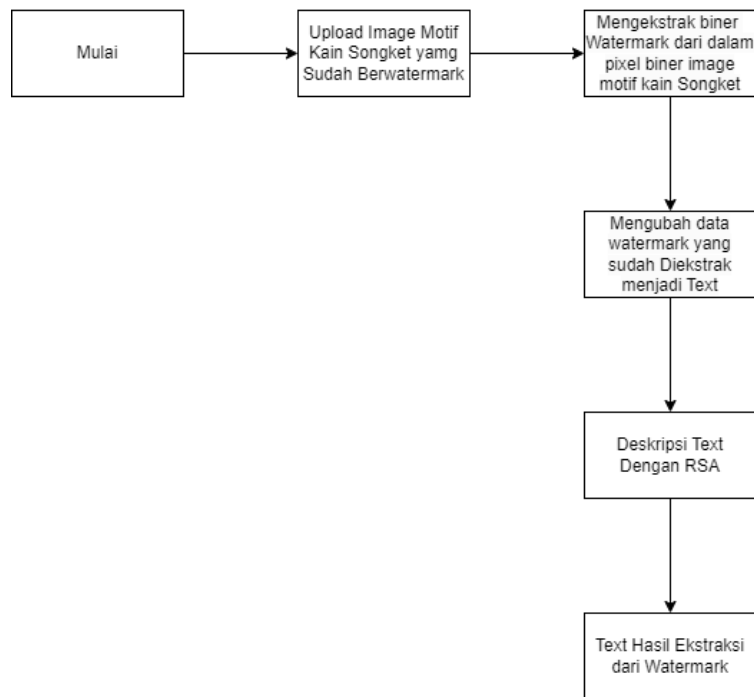 Mulai
Upload Image Motif
Kain Songket yamg
Sudah Berwatermark
Mengekstrak biner
Watermark dari dalam
pixel biner image
motif kain Songket
Mengubah data
watermark yang
sudah Diekstrak
menjadi Text
Deskripsi Text
Dengan RSA
Text Hasil Ekstraksi
dari Watermark